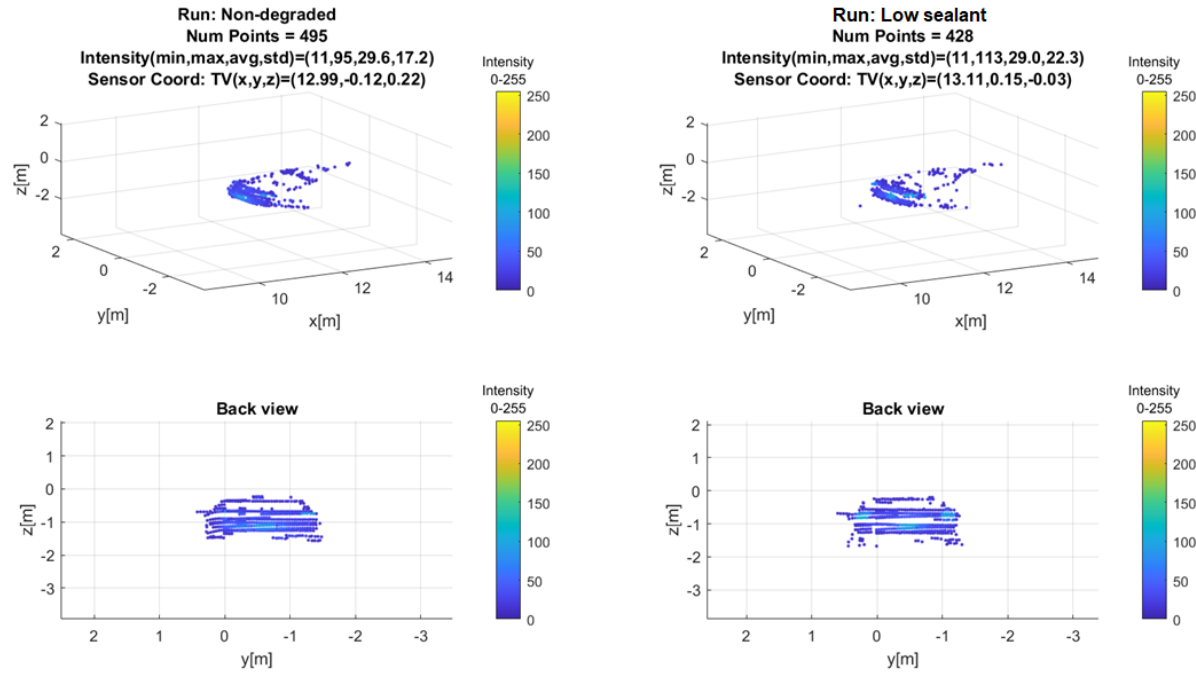 Run: Non-degraded
Num Points = 495
Intensity(min,max,avg,std)=(11,95,29.6,17.2)
Sensor Coord: TV(x,y,z)=(12.99,-0.12,0.22)
Intensity
0-255
250
200
150
100
50
0
2
0
-2
z[m]
2
0
-2
y[m]
10
12
14
x[m]
Run: Low sealant
Num Points = 428
Intensity(min,max,avg,std)=(11,113,29.0,22.3)
Sensor Coord: TV(x,y,z)=(13.11,0.15,-0.03)
Intensity
0-255
250
200
150
100
50
0
2
0
-2
z[m]
2
0
-2
y[m]
10
12
14
x[m]
Back view
Intensity
0-255
250
200
150
100
50
0
2
1
0
-1
-2
-3
z[m]
2
1
0
-1
-2
-3
y[m]
Back view
Intensity
0-255
250
200
150
100
50
0
2
1
0
-1
-2
-3
z[m]
2
1
0
-1
-2
-3
y[m]